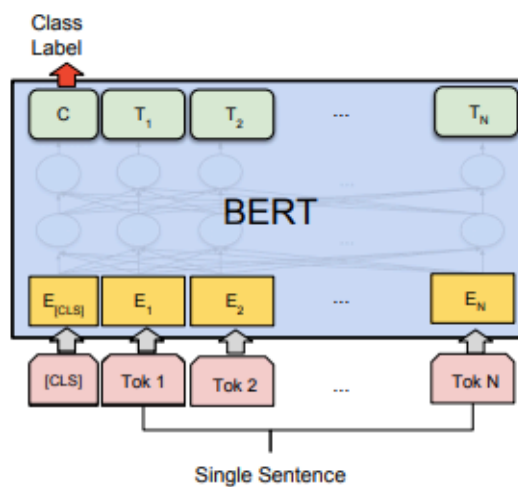 Class
Label
C T1 T2 --- TN
...
BERT
...
E[CLS] E1 E2 --- EN
[CLS] Tok 1 Tok 2 ... Tok N
Single Sentence